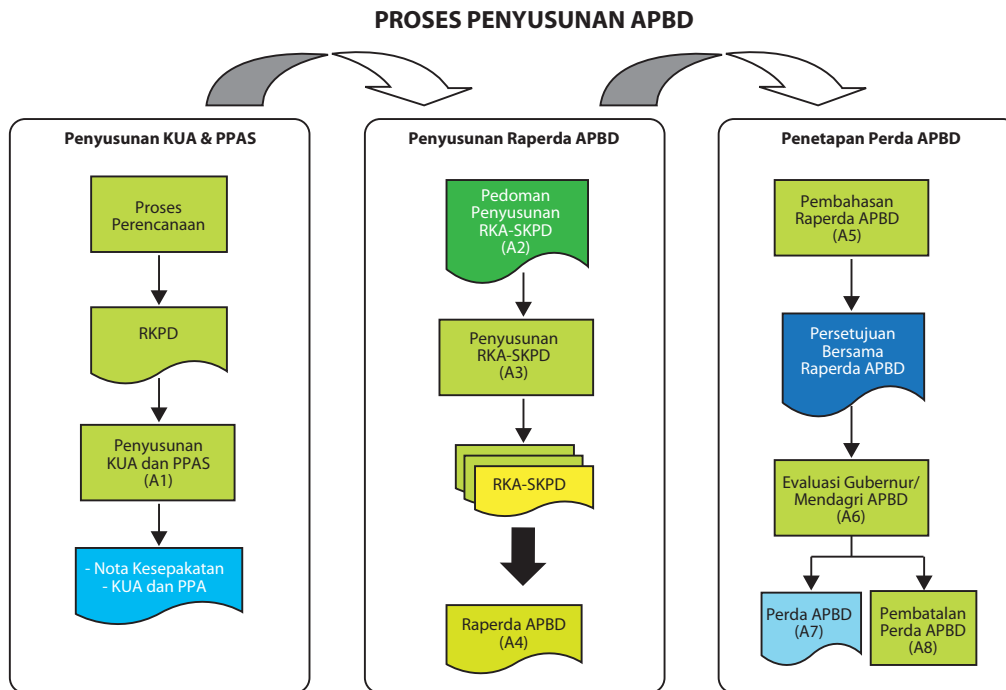 PROSES PENYUSUNAN APBD
Penyusunan KUA & PPAS
Proses
Perencanaan
RKPD
Penyusunan
KUA dan PPAS
(A1)
- Nota Kesepakatan
- KUA dan PPA
Penyusunan Raperda APBD
Pedoman
Penyusunan
RKA-SKPD
(A2)
Penyusunan
RKA-SKPD
(A3)
RKA-SKPD
Raperda APBD
(A4)
Penetapan Perda APBD
Pembahasan
Raperda APBD
(A5)
Persetujuan
Bersama
Raperda APBD
Evaluasi Gubernur/
Mendagri APBD
(A6)
Perda APBD
(A7)
Pembatalan
Perda APBD
(A8)